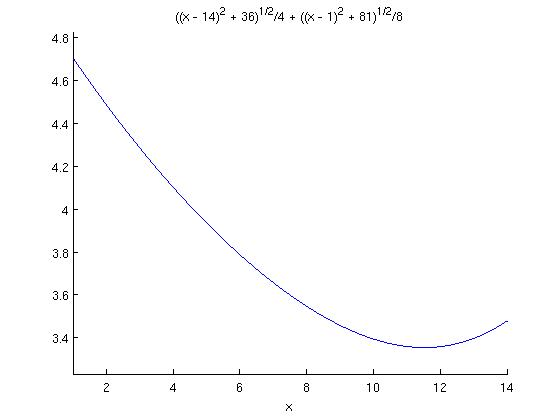 ((x - 14)² + 36)^1/2/4 + ((x - 1)² + 81)^1/2/8
4.8
4.6
4.4
4.2
4
3.8
3.6
3.4
2 4 6 8 10 12 14
x